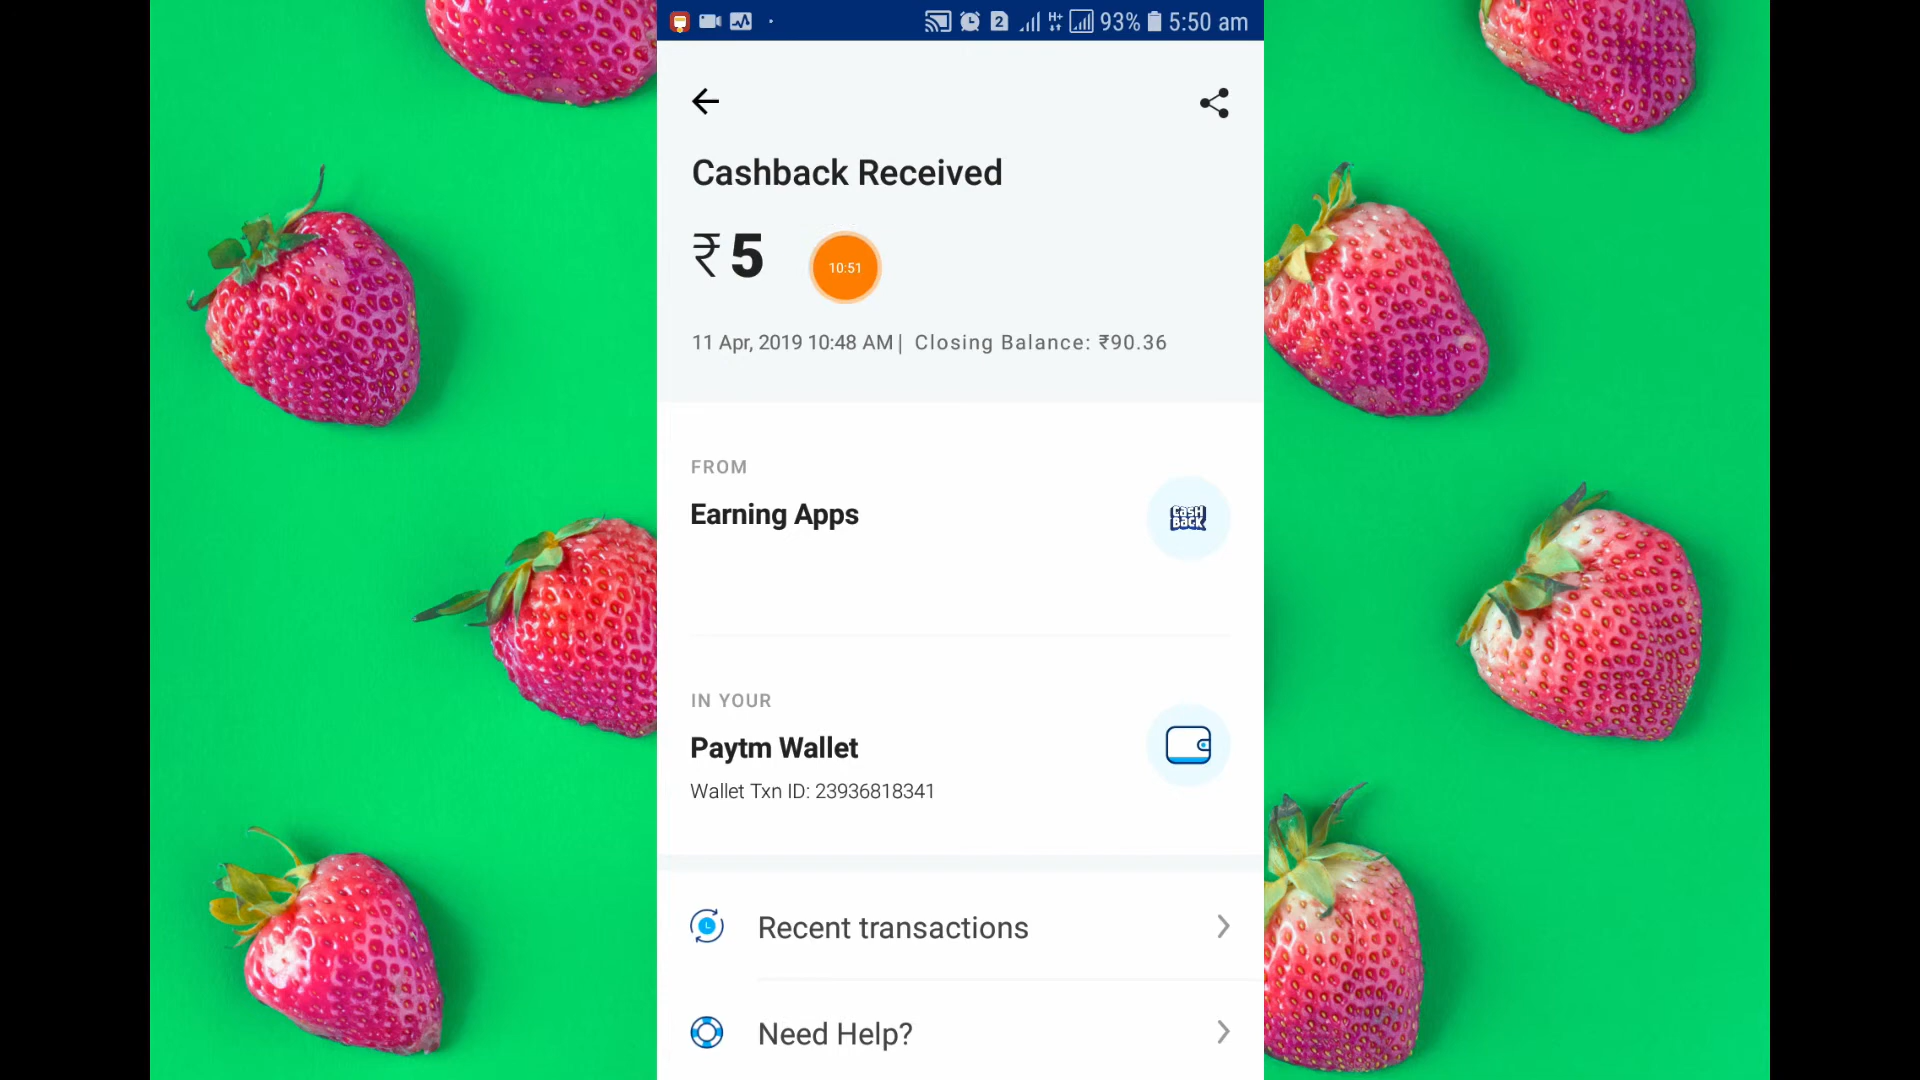 2 H+ 93% 5:50 am
Cashback Received
₹5
10:51
11 Apr, 2019 10:48 AM | Closing Balance: ₹90.36
FROM
Earning Apps
CASH
BACK
IN YOUR
Paytm Wallet
Wallet Txn ID: 23936818341
Recent transactions
Need Help?